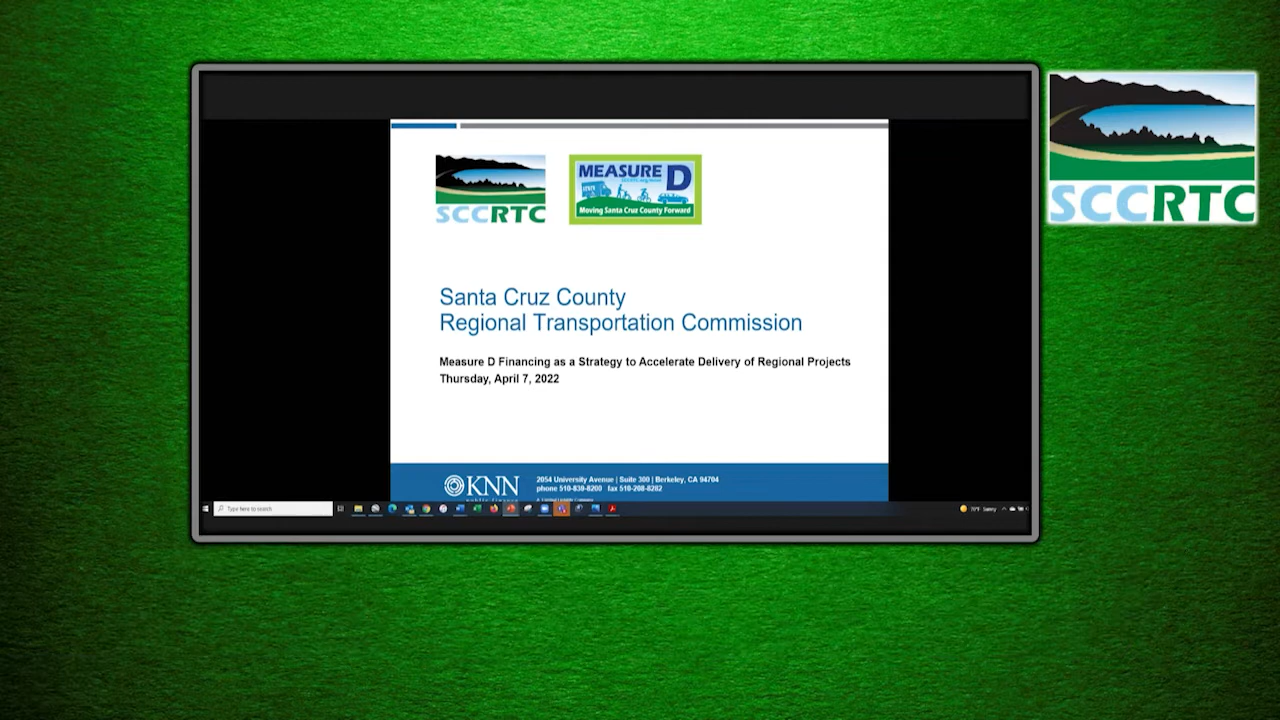 SCCRTC
MEASURE D
Moving Santa Cruz County Forward
SCCRTC
Santa Cruz County
Regional Transportation Commission
Measure D Financing as a Strategy to Accelerate Delivery of Regional Projects
Thursday, April 7, 2022
KNN
2054 University Avenue | Suite 300 | Berkeley, CA 94704
phone 510-839-8200 fax 510-208-8282
Type here to search
Sunny